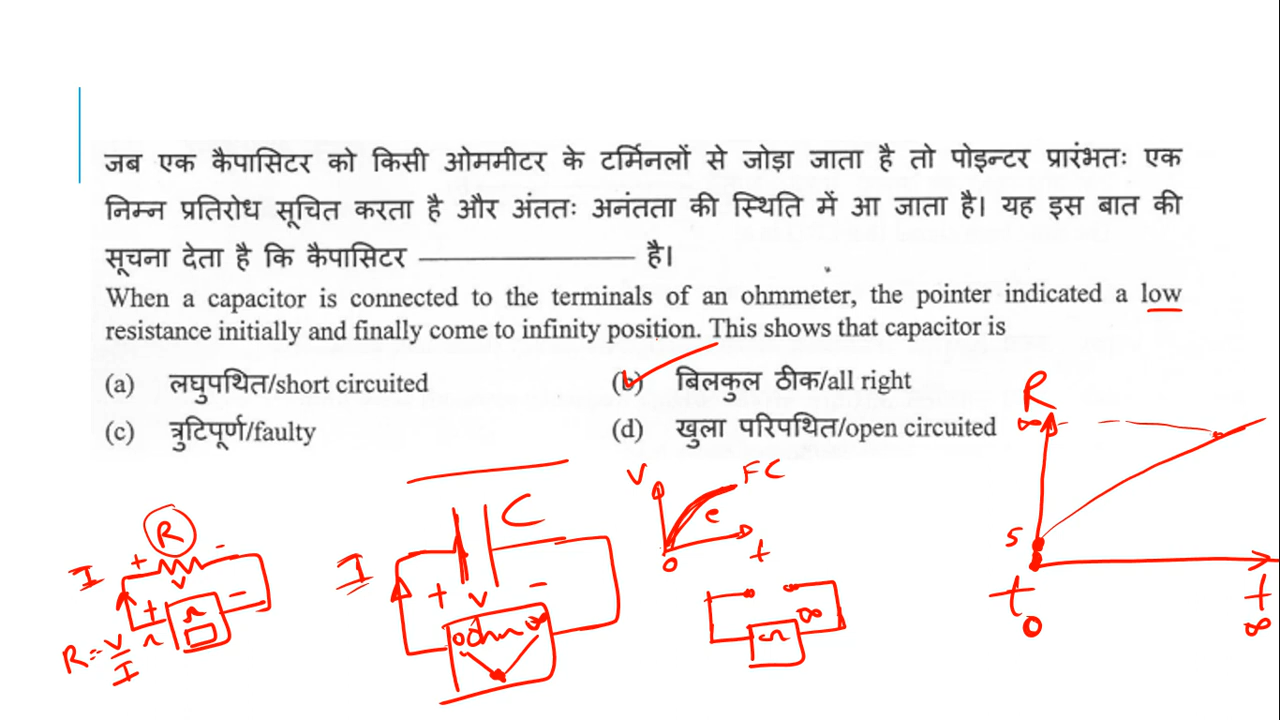 जब एक कैपासिटर को किसी ओममीटर के टर्मिनलों से जोड़ा जाता है तो पोइन्टर प्रारंभतः एक
निम्न प्रतिरोध सूचित करता है और अंततः अनंतता की स्थिति में आ जाता है। यह इस बात की
सूचना देता है कि कैपासिटर ——————— है।
When a capacitor is connected to the terminals of an ohmmeter, the pointer indicated a low
resistance initially and finally come to infinity position. This shows that capacitor is
(a) लघुपथित/short circuited
(b) बिलकुल ठीक/all right
(c) त्रुटिपूर्ण/faulty
(d) खुला परिपथित/open circuited
R
∞
S
t
0
t
∞
V
FC
e
0
t
C
I
+
V
-
ohm
∞
R
I
+
-
V
+
-
Ω
R = V/I
∞
Ω